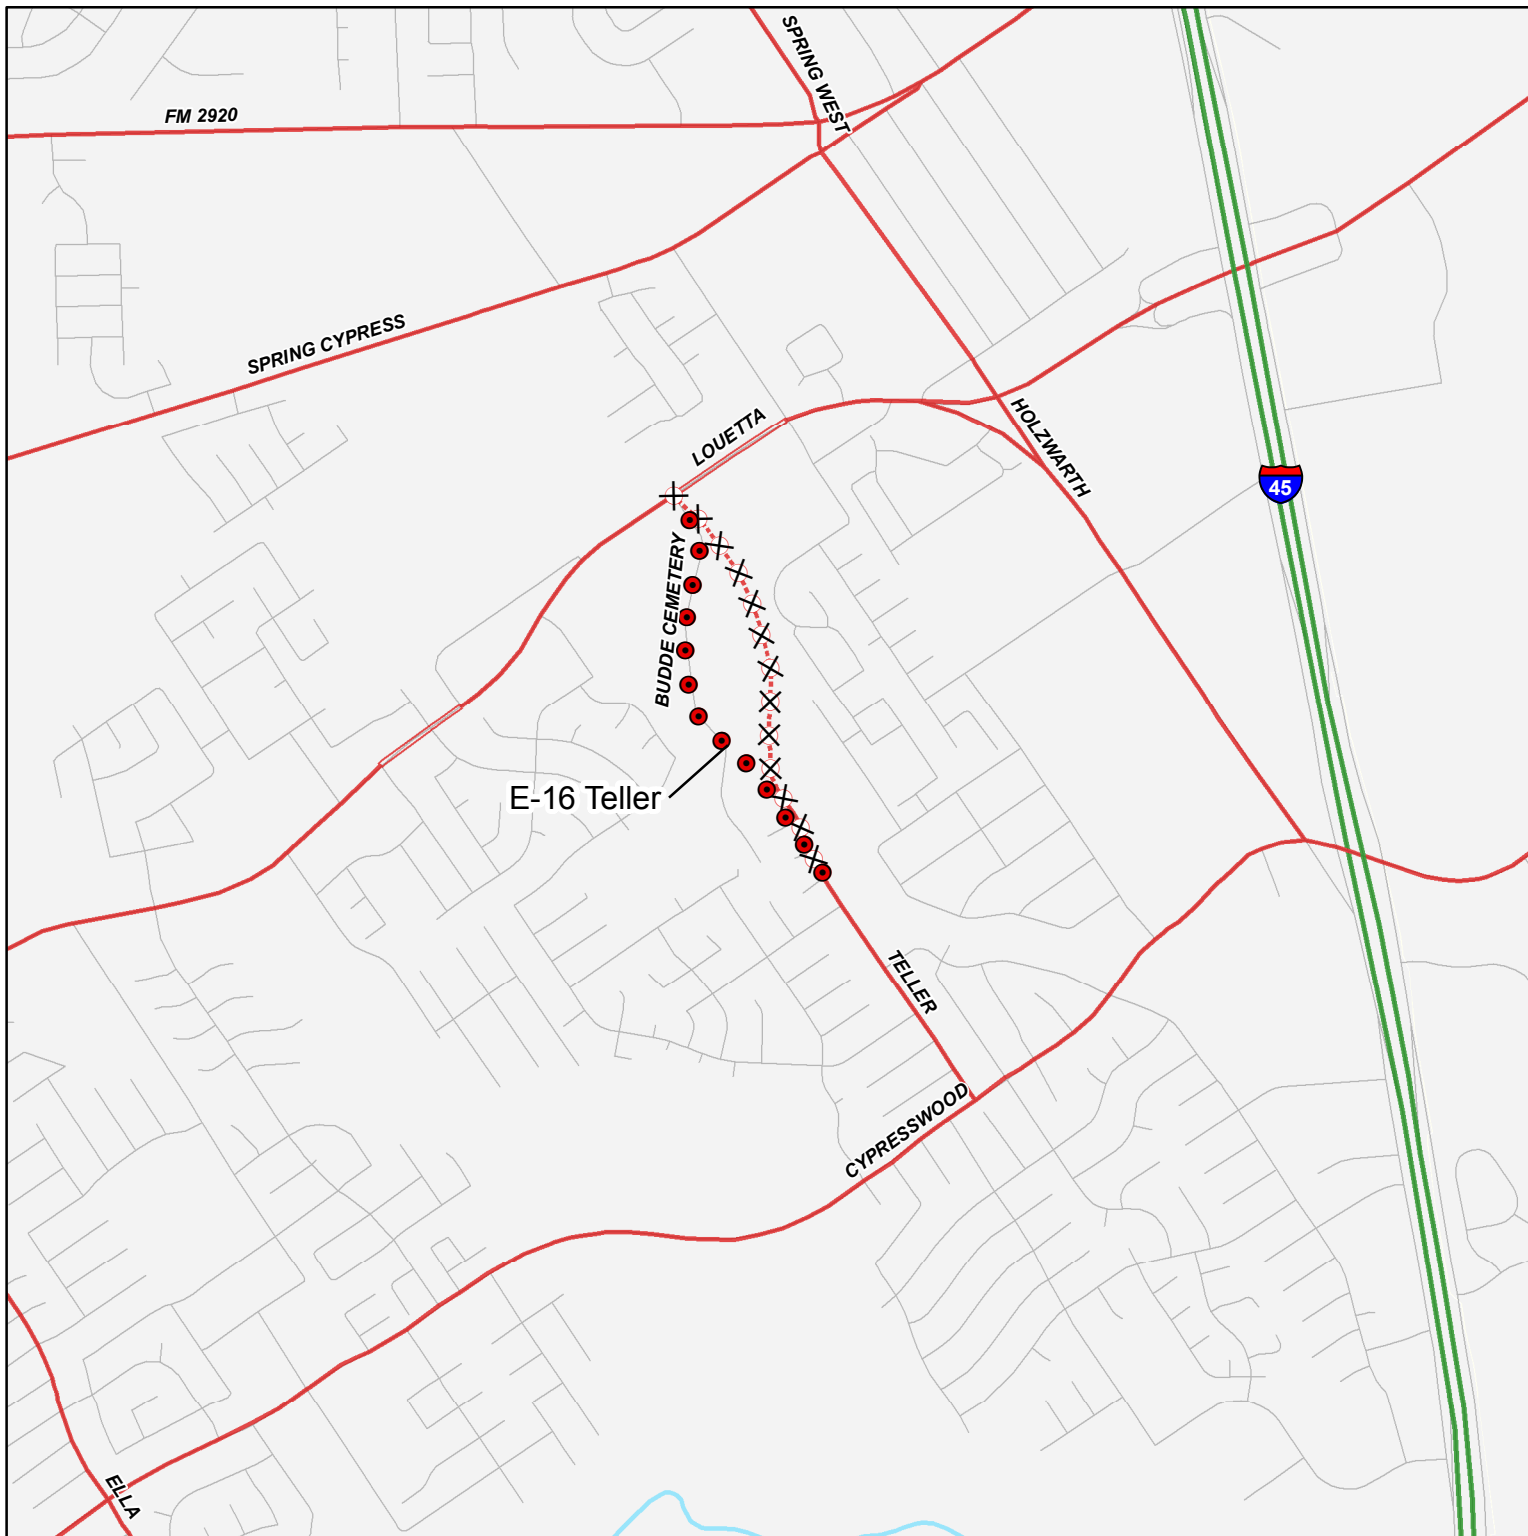 SPRING WEST
FM 2920
SPRING CYPRESS
LOUETTA
HOLZWARTH
45
BUDDE CEMETERY
E-16 Teller
TELLER
CYPRESSWOOD
ELLA